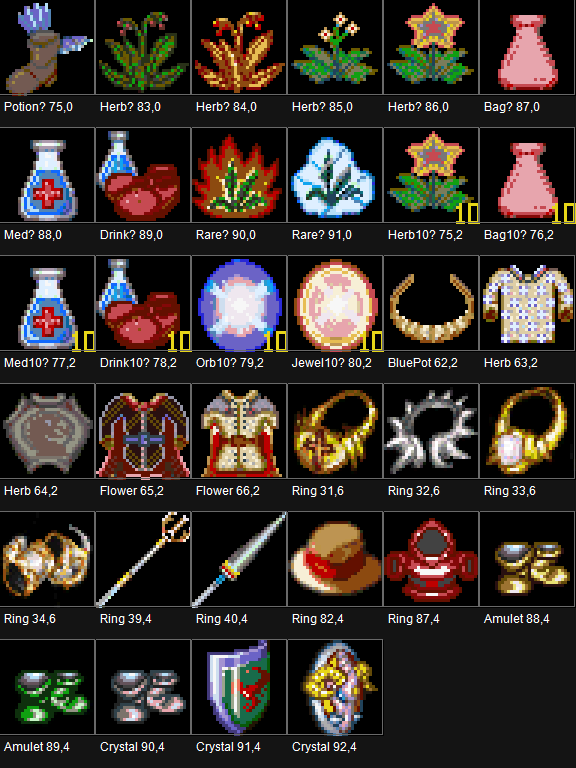 Potion? 75,0
Herb? 83,0
Herb? 84,0
Herb? 85,0
Herb? 86,0
Bag? 87,0
10
10
Med? 88,0
Drink? 89,0
Rare? 90,0
Rare? 91,0
Herb10? 75,2
Bag10? 76,2
10
10
10
10
Med10? 77,2
Drink10? 78,2
Orb10? 79,2
Jewel10? 80,2
BluePot 62,2
Herb 63,2
Herb 64,2
Flower 65,2
Flower 66,2
Ring 31,6
Ring 32,6
Ring 33,6
Ring 34,6
Ring 39,4
Ring 40,4
Ring 82,4
Ring 87,4
Amulet 88,4
Amulet 89,4
Crystal 90,4
Crystal 91,4
Crystal 92,4